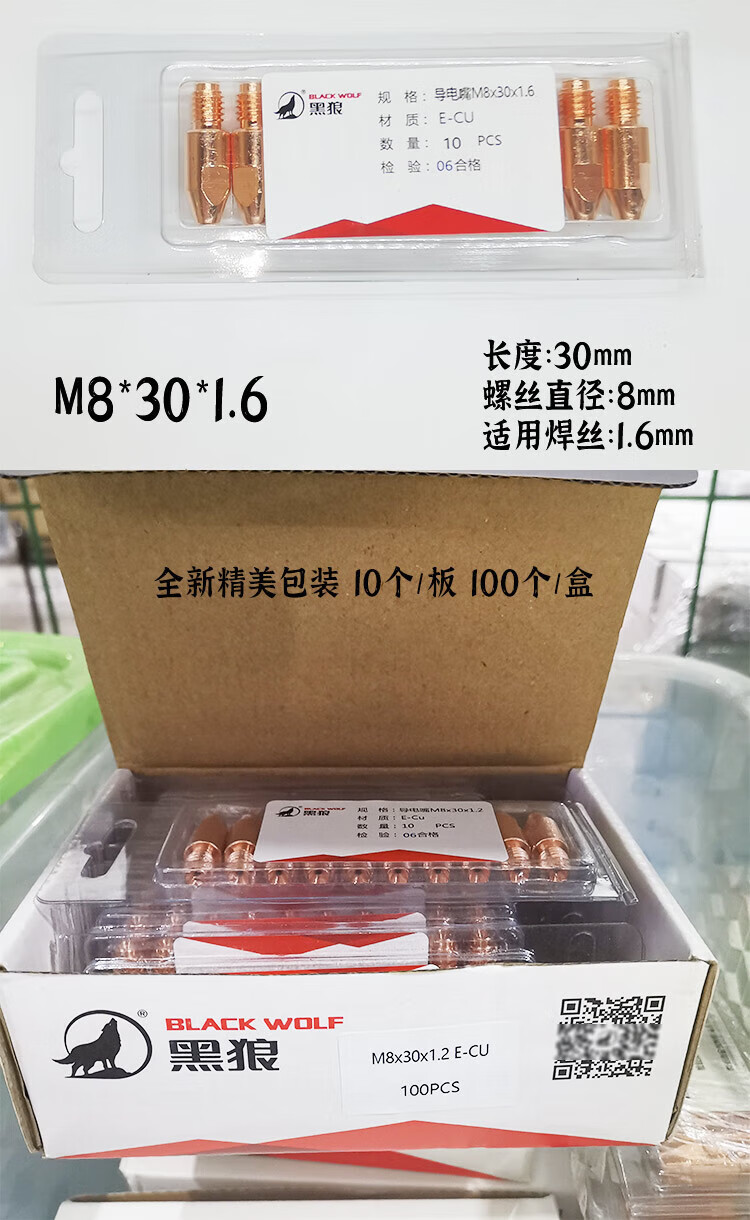 BLACK WOLF
黑狼
规 格：导电嘴M8x30x1.6
材 质：E-CU
数 量：10 PCS
检 验：06合格
M8*30*1.6
长度:30mm
螺丝直径:8mm
适用焊丝:1.6mm
全新精美包装 10个/板 100个/盒
BLACK WOLF
黑狼
规 格：导电嘴M8x30x1.2
材 质：E-Cu
数 量：10 PCS
检 验：06合格
®
BLACK WOLF
黑狼
M8x30x1.2 E-CU
100PCS